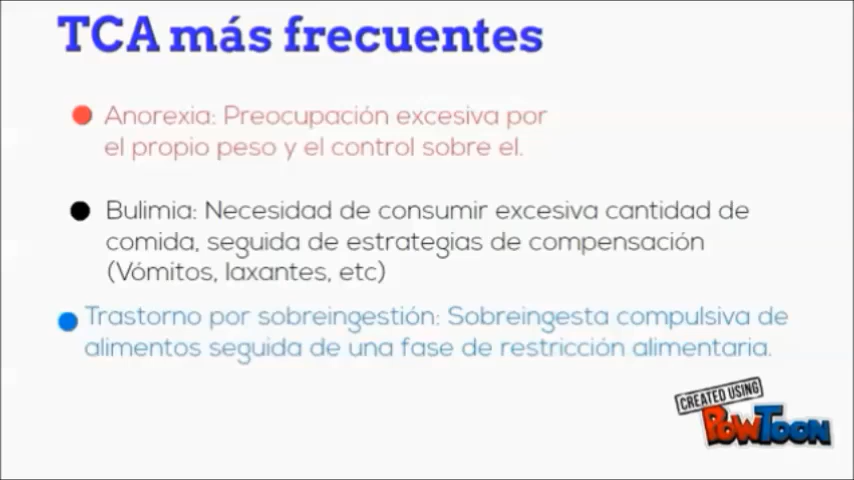 TCA más frecuentes
Anorexia: Preocupación excesiva por
el propio peso y el control sobre el.
Bulimia: Necesidad de consumir excesiva cantidad de
comida, seguida de estrategias de compensación
(Vómitos, laxantes, etc)
Trastorno por sobreingestión: Sobreingesta compulsiva de
alimentos seguida de una fase de restricción alimentaria.
CREATED USING
POWTOON